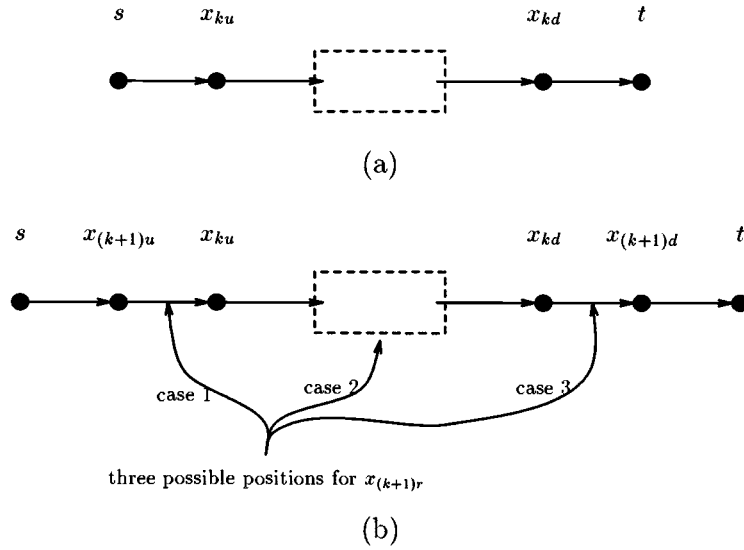 s x_{ku} x_{kd} t
(a)
s x_{(k+1)u} x_{ku} x_{kd} x_{(k+1)d} t
case 1 case 2 case 3
three possible positions for x_{(k+1)r}
(b)